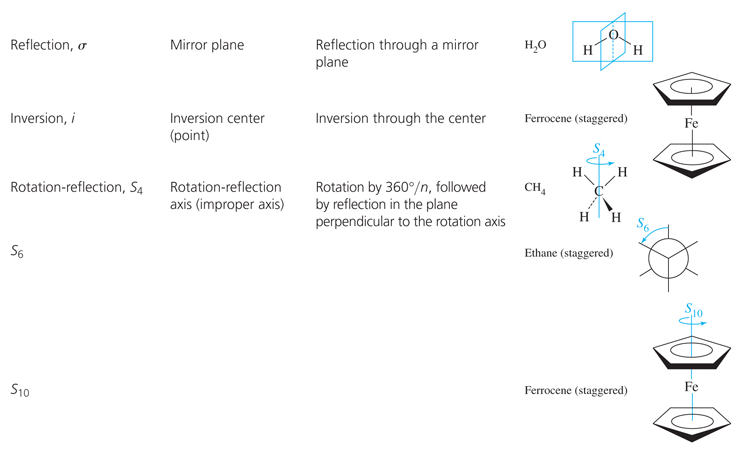 Reflection, σ Mirror plane Reflection through a mirror H₂O
plane
O
H H
Inversion, i Inversion center Inversion through the center Ferrocene (staggered)
(point)
Fe
Rotation-reflection, S₄ Rotation-reflection Rotation by 360°/n, followed CH₄
axis (improper axis) by reflection in the plane
perpendicular to the rotation axis
S₄
H H
C
H H
S₆ Ethane (staggered)
S₆
S₁₀ Ferrocene (staggered)
S₁₀
Fe